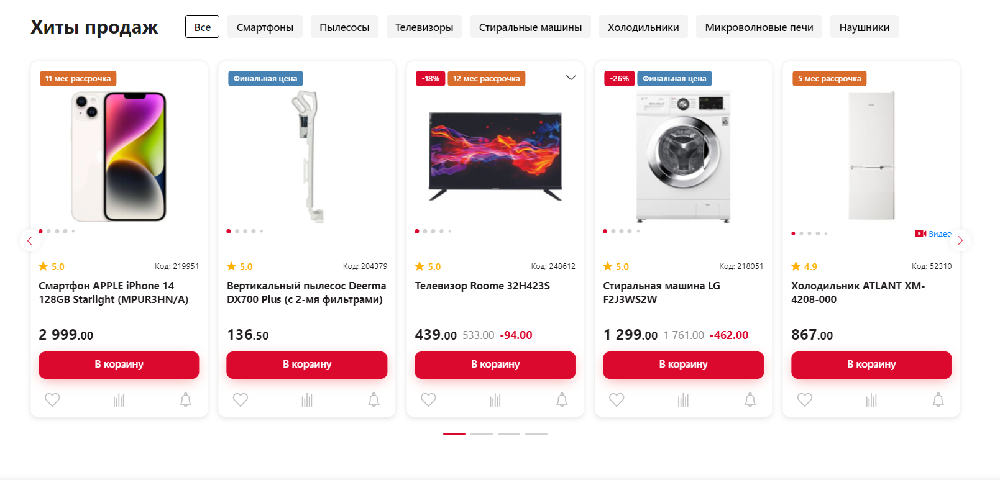 Хиты продаж
Все
Смартфоны
Пылесосы
Телевизоры
Стиральные машины
Холодильники
Микроволновые печи
Наушники
11 мес рассрочка
5.0
Код: 219951
Смартфон APPLE iPhone 14
128GB Starlight (MPUR3HN/A)
2 999.00
В корзину
Финальная цена
5.0
Код: 204379
Вертикальный пылесос Deerma
DX700 Plus (с 2-мя фильтрами)
136.50
В корзину
-18%
12 мес рассрочка
5.0
Код: 248612
Телевизор Roome 32H423S
439.00 533.00 -94.00
В корзину
-26%
Финальная цена
5.0
Код: 218051
Стиральная машина LG
F2J3WS2W
1 299.00 1 761.00 -462.00
В корзину
5 мес рассрочка
Видео
4.9
Код: 52310
Холодильник ATLANT ХМ-
4208-000
867.00
В корзину